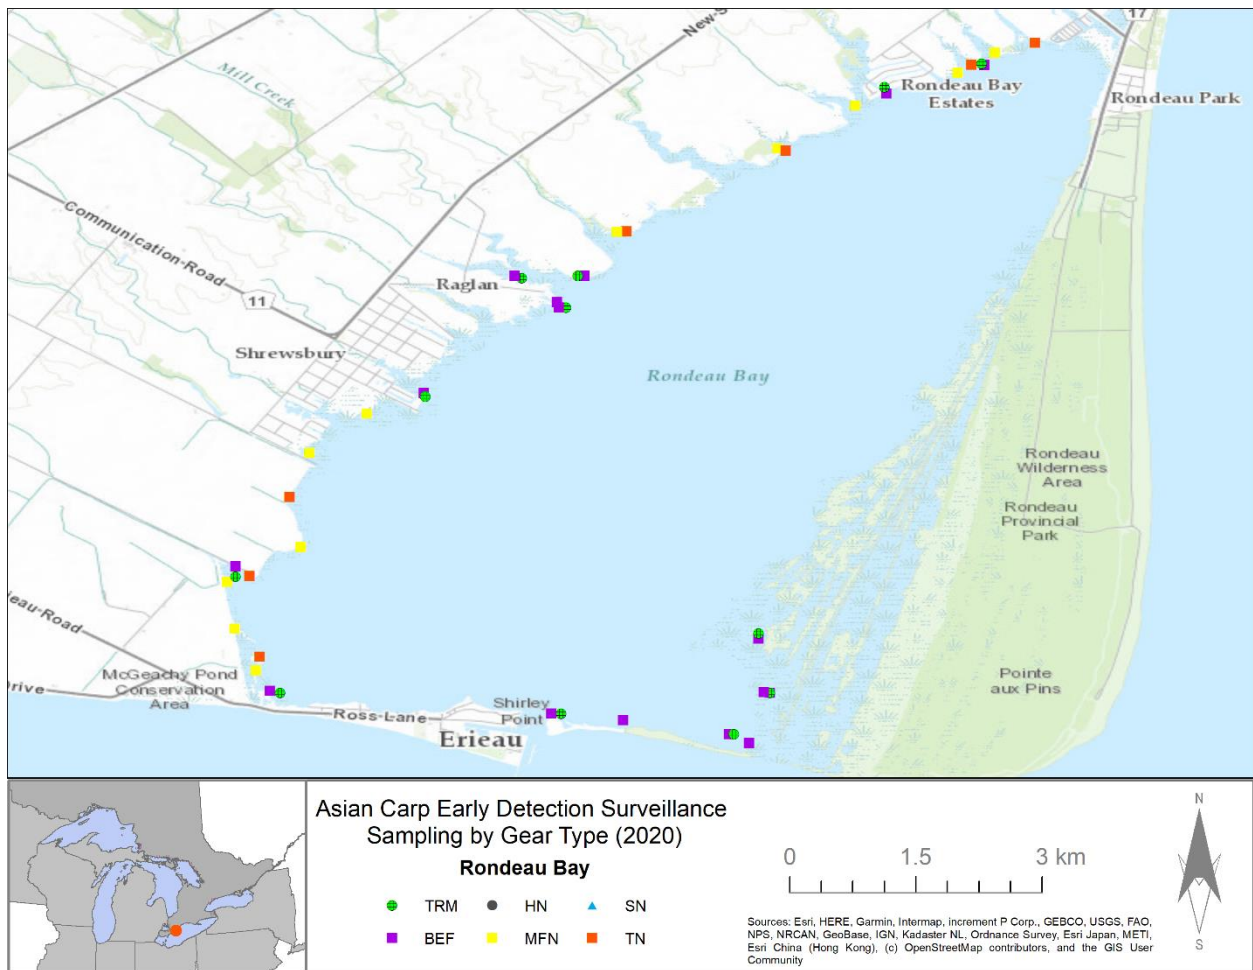 17
New-S
Mill Creek
Rondeau Bay
Estates
Rondeau Park
Communication-Road
11
Raglan
Shrewsbury
Rondeau Bay
Rondeau
Wilderness
Area
Rondeau
Provincial
Park
ieau-Road
McGeachy Pond
Conservation
Area
Drive
Ross-Lane
Shirley
Point
Erieau
Pointe
aux Pins
Asian Carp Early Detection Surveillance
Sampling by Gear Type (2020)
Rondeau Bay
TRM HN SN
BEF MFN TN
0 1.5 3 km
N
S
Sources: Esri, HERE, Garmin, Intermap, increment P Corp., GEBCO, USGS, FAO,
NPS, NRCAN, GeoBase, IGN, Kadaster NL, Ordnance Survey, Esri Japan, METI,
Esri China (Hong Kong), (c) OpenStreetMap contributors, and the GIS User
Community